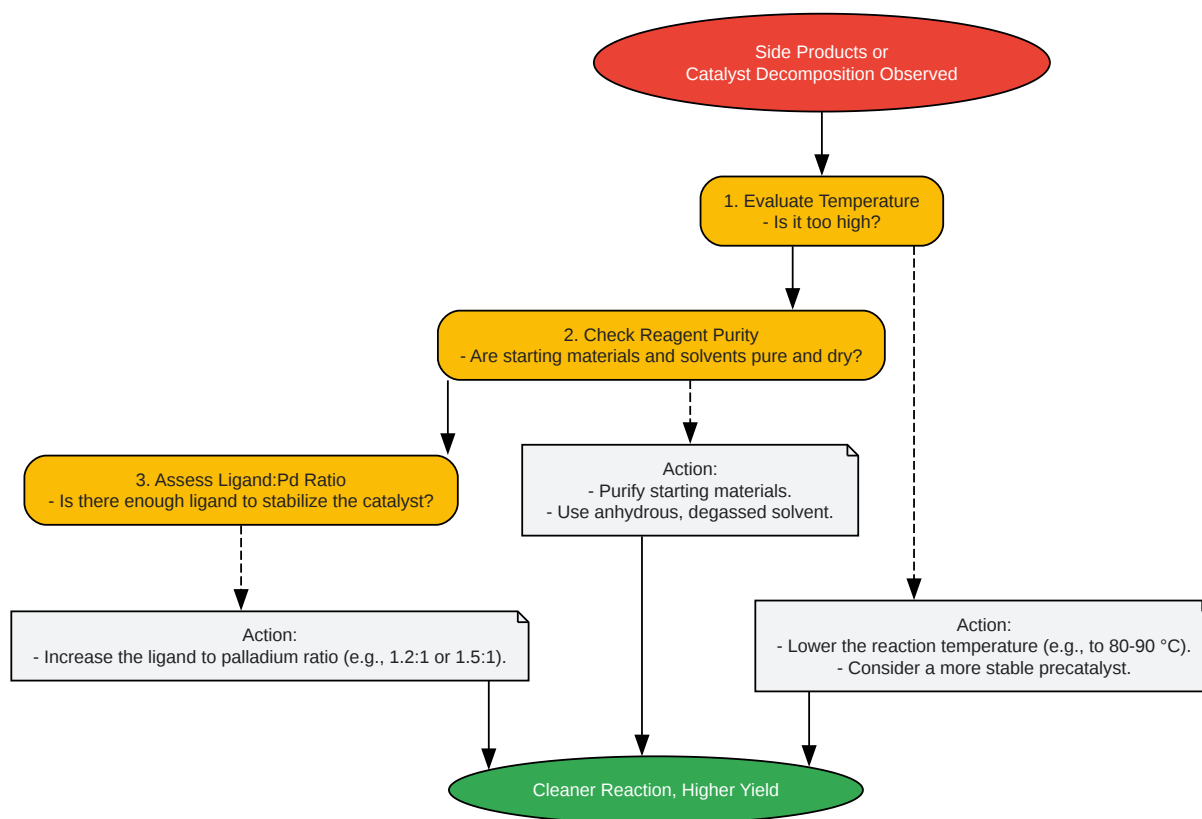 Side Products or
Catalyst Decomposition Observed
1. Evaluate Temperature
- Is it too high?
2. Check Reagent Purity
- Are starting materials and solvents pure and dry?
3. Assess Ligand:Pd Ratio
- Is there enough ligand to stabilize the catalyst?
Action:
- Purify starting materials.
- Use anhydrous, degassed solvent.
Action:
- Increase the ligand to palladium ratio (e.g., 1.2:1 or 1.5:1).
Action:
- Lower the reaction temperature (e.g., to 80-90 °C).
- Consider a more stable precatalyst.
Cleaner Reaction, Higher Yield